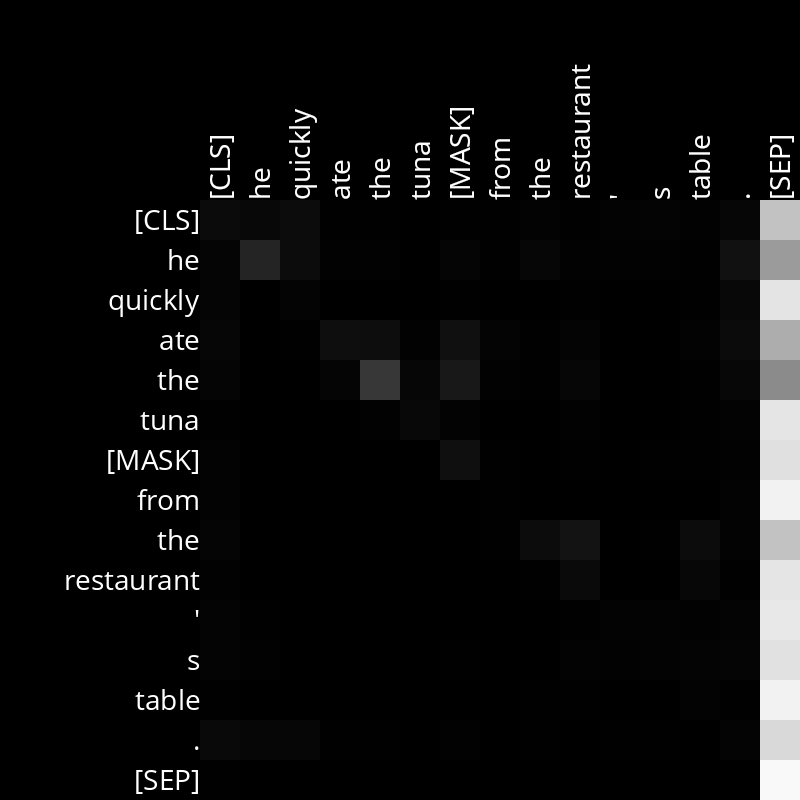 [CLS] he quickly ate the tuna [MASK] from the restaurant ' s table . [SEP]
[CLS]
he
quickly
ate
the
tuna
[MASK]
from
the
restaurant
'
s
table
.
[SEP]